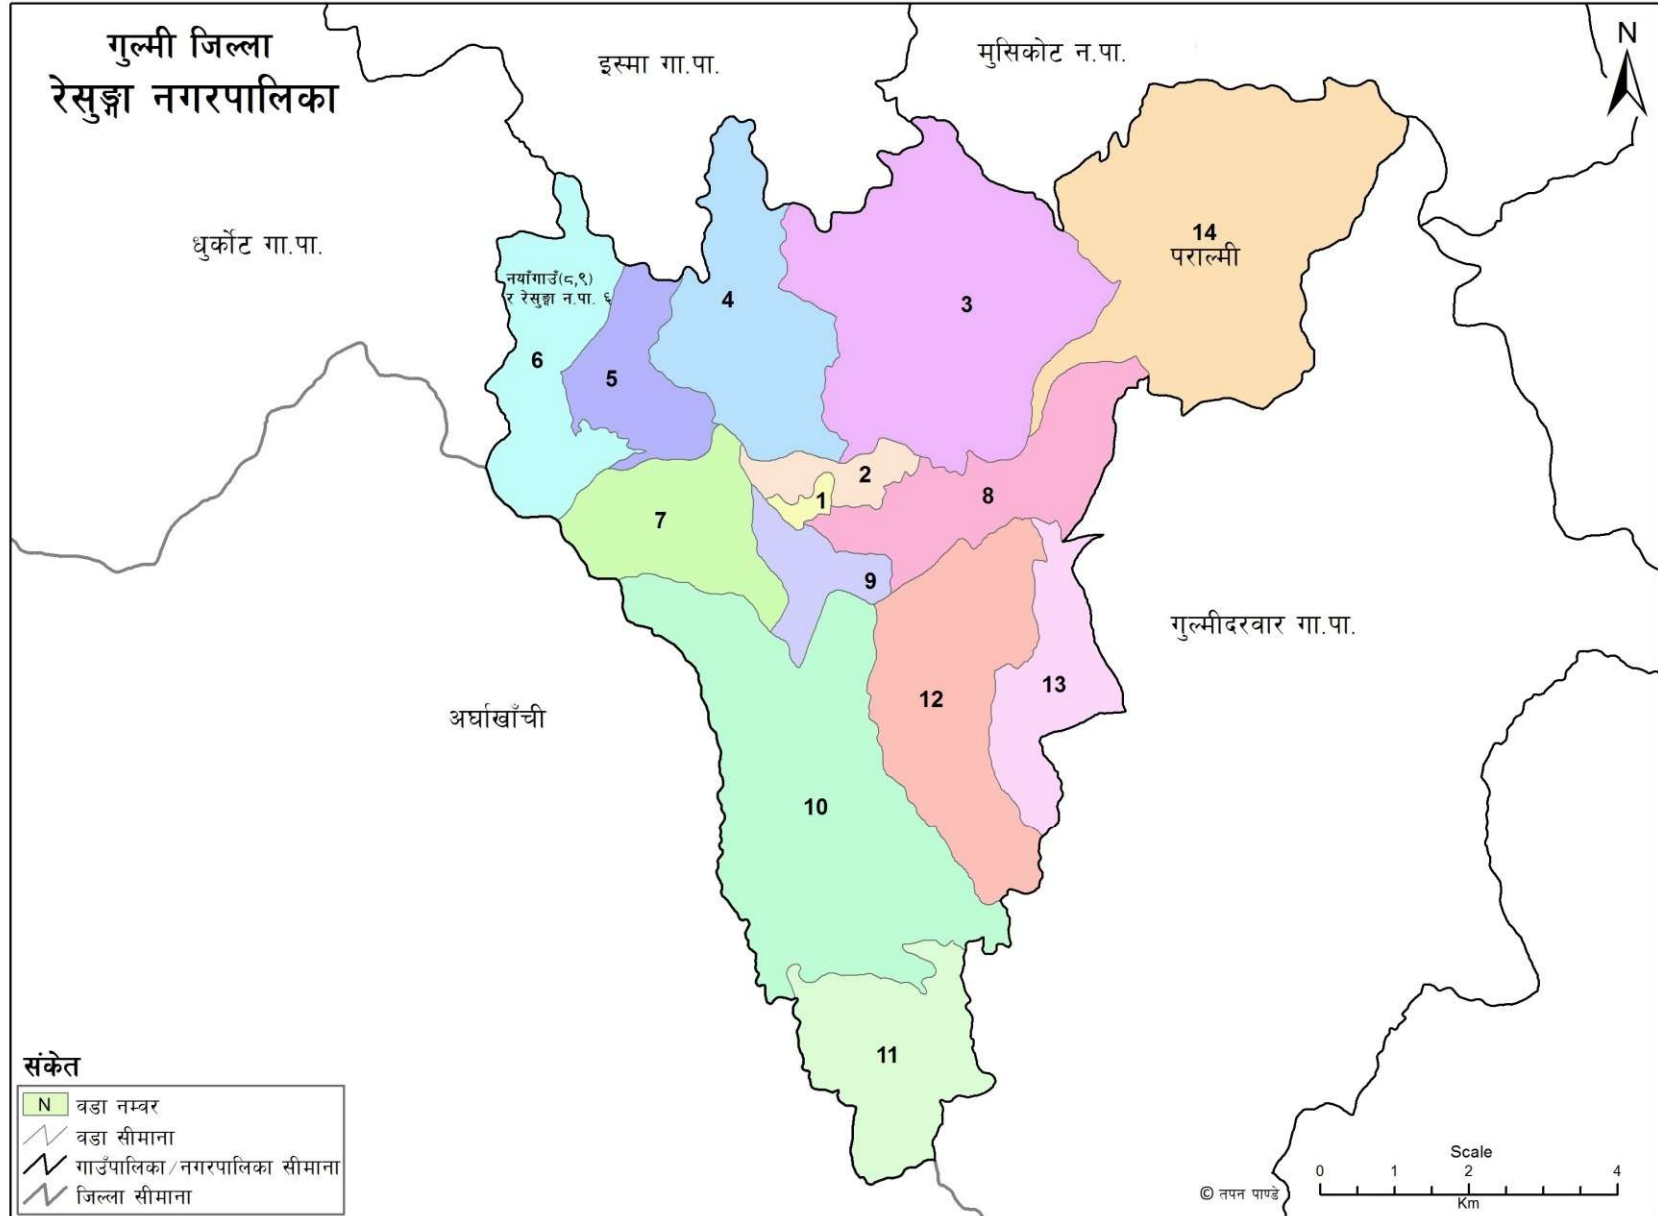 गुल्मी जिल्ला
रेसुङ्गा नगरपालिका
इस्मा गा.पा.
मुसिकोट न.पा.
N
धुर्कोट गा.पा.
14
पराल्मी
नयाँगाउँ(८,९)
र रेसुङ्गा न.पा. ६
4
3
6
5
2
1
8
7
9
गुल्मीदरवार गा.पा.
13
12
अर्घाखाँची
10
11
संकेत
N वडा नम्वर
वडा सीमाना
गाउँपालिका/नगरपालिका सीमाना
जिल्ला सीमाना
Scale
0 1 2 4
Km
© तपन पाण्डे